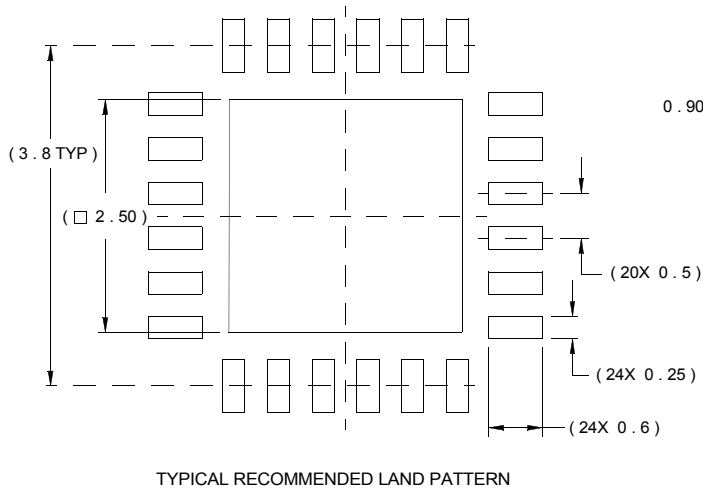 0.90
( 3 . 8 TYP )
( □ 2 . 50 )
( 20X 0 . 5 )
( 24X 0 . 25 )
( 24X 0 . 6 )
TYPICAL RECOMMENDED LAND PATTERN